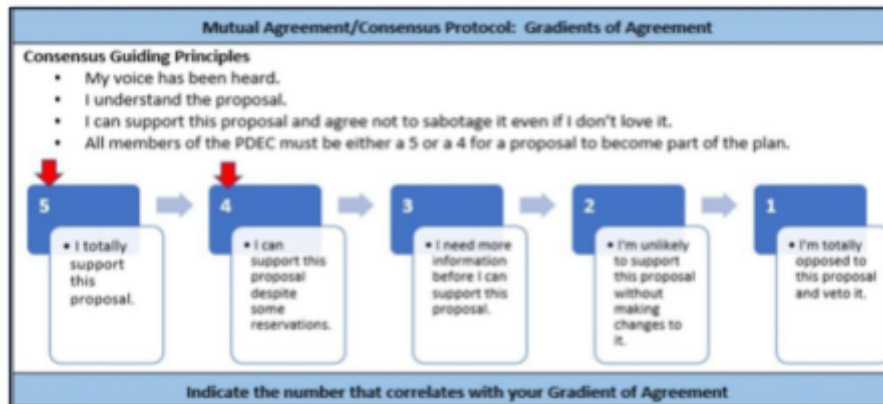 Mutual Agreement/Consensus Protocol: Gradients of Agreement
Consensus Guiding Principles
• My voice has been heard.
• I understand the proposal.
• I can support this proposal and agree not to sabotage it even if I don't love it.
• All members of the PDEC must be either a 5 or a 4 for a proposal to become part of the plan.
5
• I totally
support
this
proposal.
4
• I can
support this
proposal
despite
some
reservations.
3
• I need more
information
before I can
support this
proposal.
2
• I'm unlikely
to support
this proposal
without
making
changes to
it.
1
• I'm totally
opposed to
this proposal
and veto it.
Indicate the number that correlates with your Gradient of Agreement